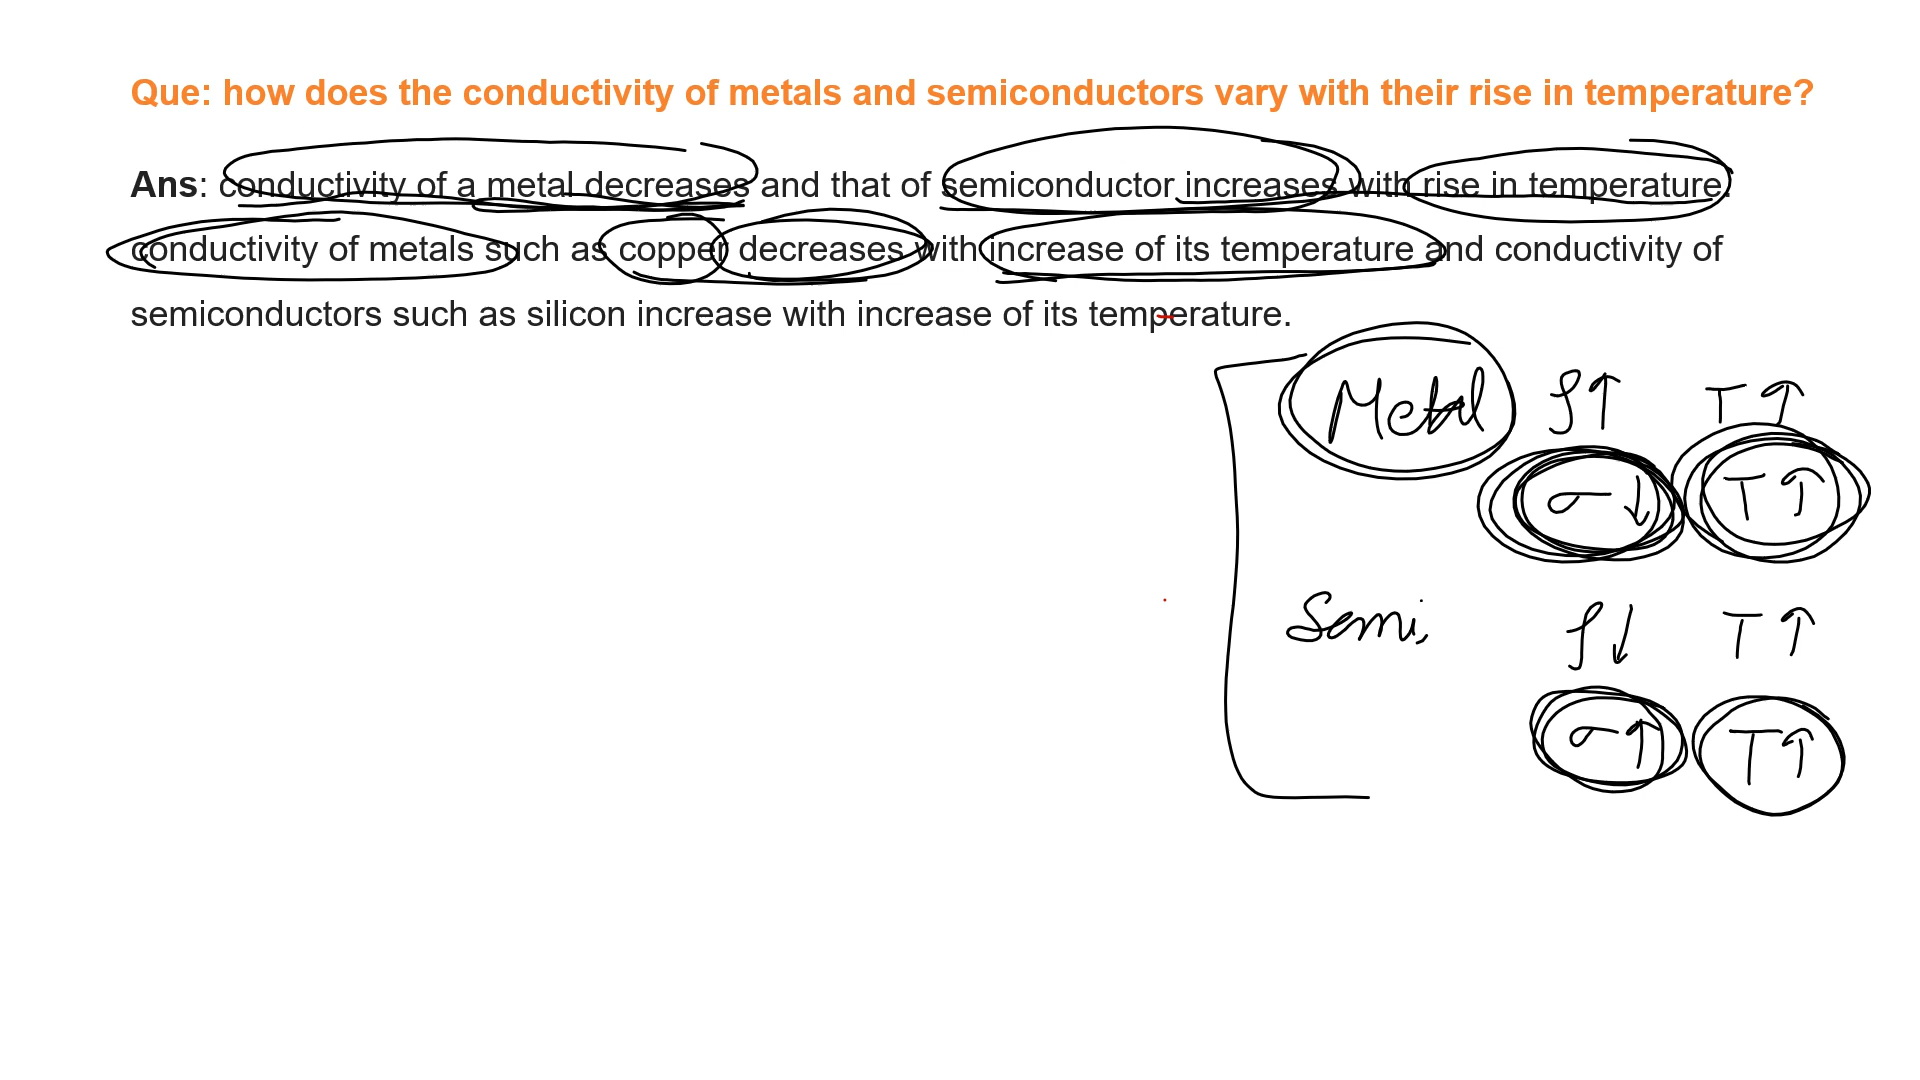 Que: how does the conductivity of metals and semiconductors vary with their rise in temperature?
Ans: conductivity of a metal decreases and that of semiconductor increases with rise in temperature.
conductivity of metals such as copper decreases with increase of its temperature and conductivity of
semiconductors such as silicon increase with increase of its temperature.
Metal ρ↑ T↑
σ↓ T↑
Semi, ρ↓ T↑
σ↑ T↑